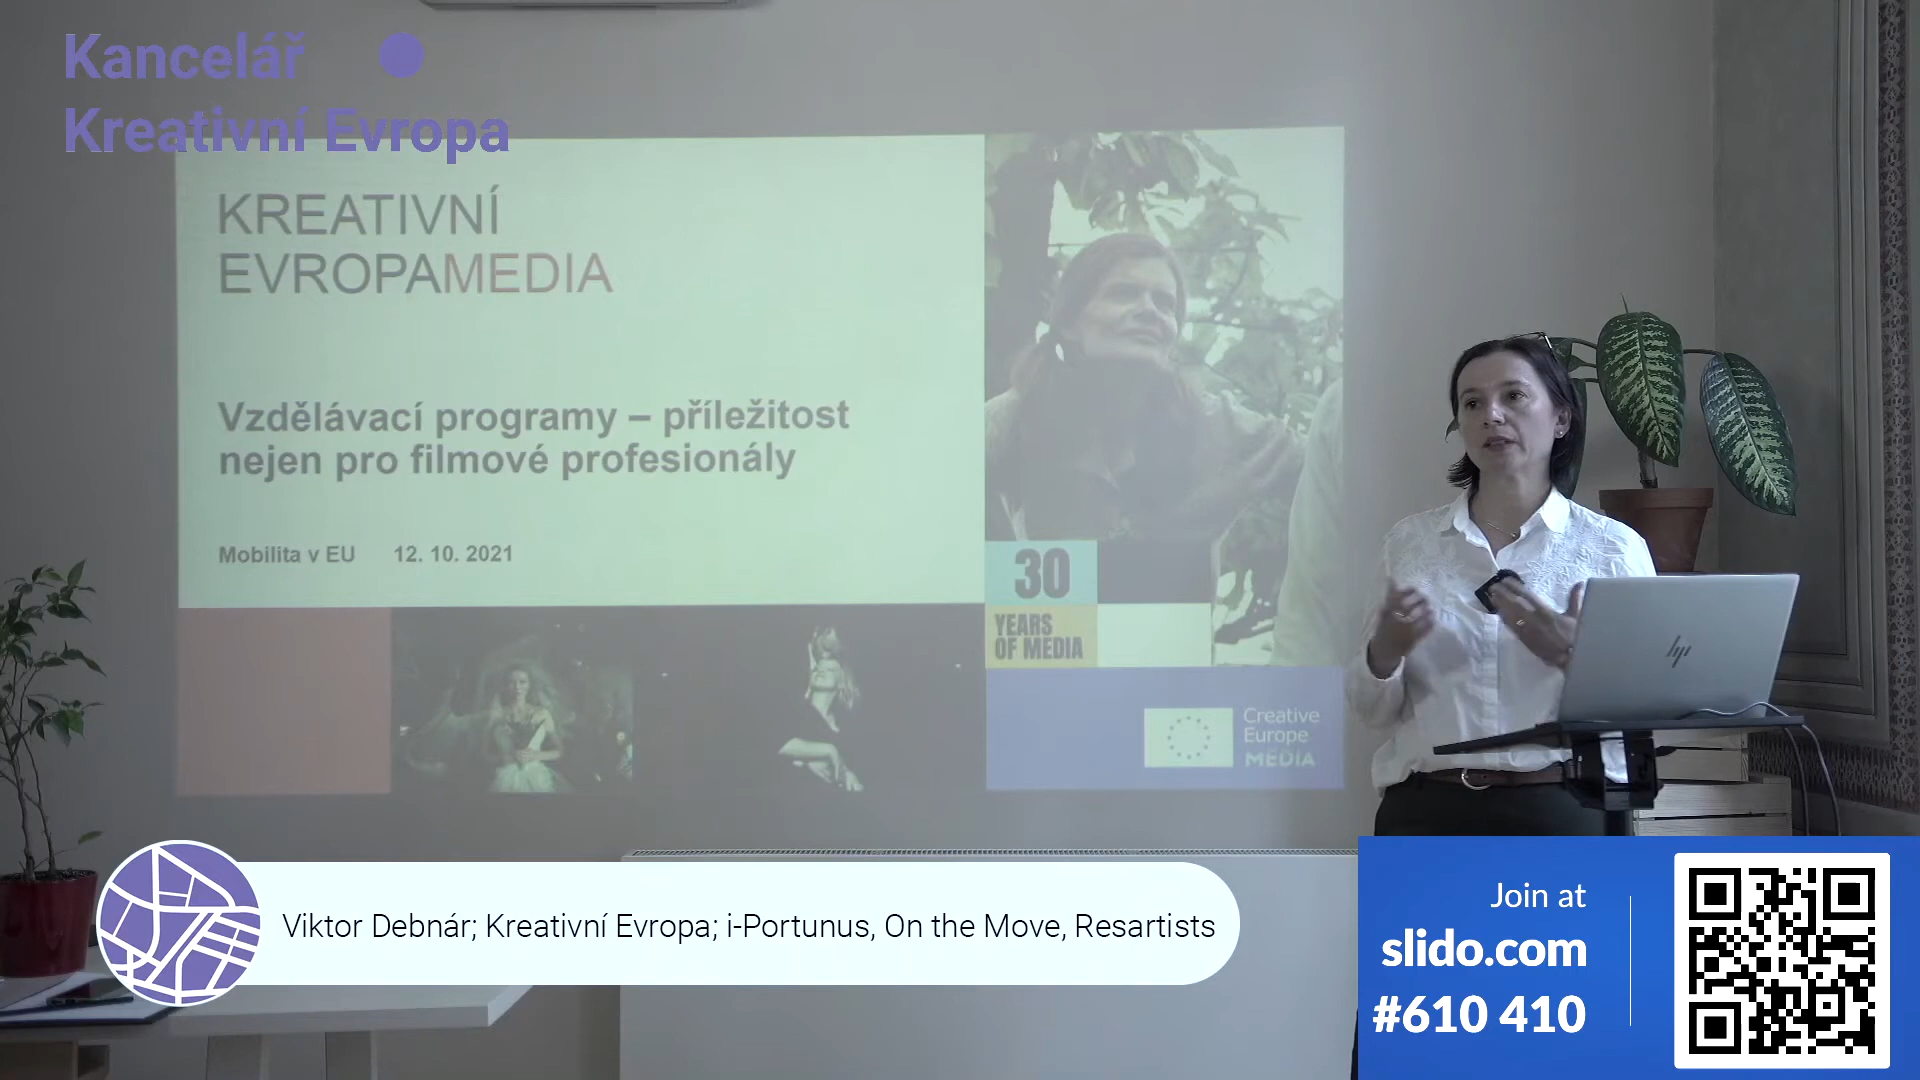 Kancelář
Kreativní Evropa
KREATIVNÍ
EVROPAMEDIA
Vzdělávací programy – příležitost
nejen pro filmové profesionály
Mobilita v EU 12. 10. 2021
30
YEARS
OF MEDIA
Creative
Europe
MEDIA
hp
Viktor Debnár; Kreativní Evropa; i-Portunus, On the Move, Resartists
Join at
slido.com
#610 410